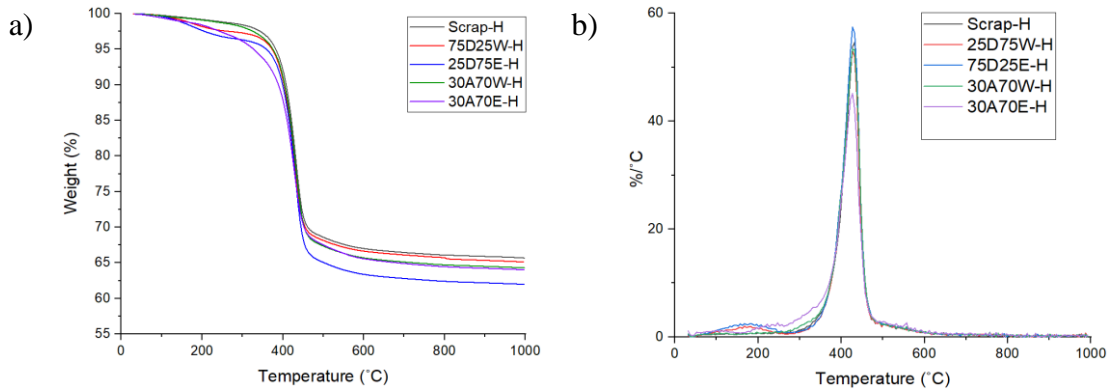 a)
100
95
90
85
80
75
70
65
60
55
Weight (%)
0
200
400
600
800
1000
Temperature (˚C)
Scrap-H
75D25W-H
25D75E-H
30A70W-H
30A70E-H
b)
60
40
20
0
%/˚C
0
200
400
600
800
1000
Temperature (˚C)
Scrap-H
25D75W-H
75D25E-H
30A70W-H
30A70E-H